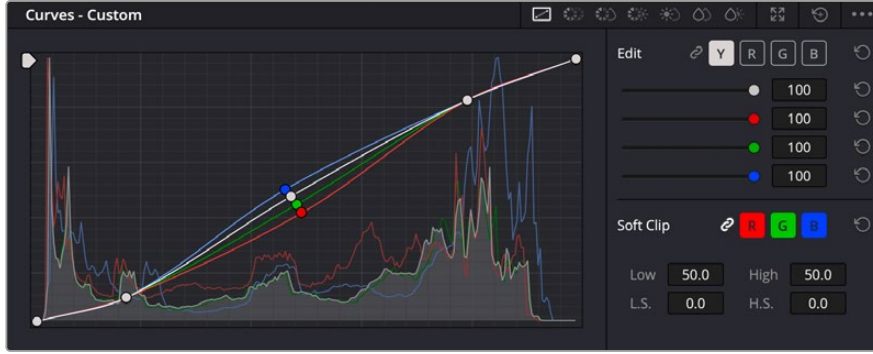 Curves - Custom
Edit Y R G B
100
100
100
100
Soft Clip R G B
Low 50.0 High 50.0
L.S. 0.0 H.S. 0.0